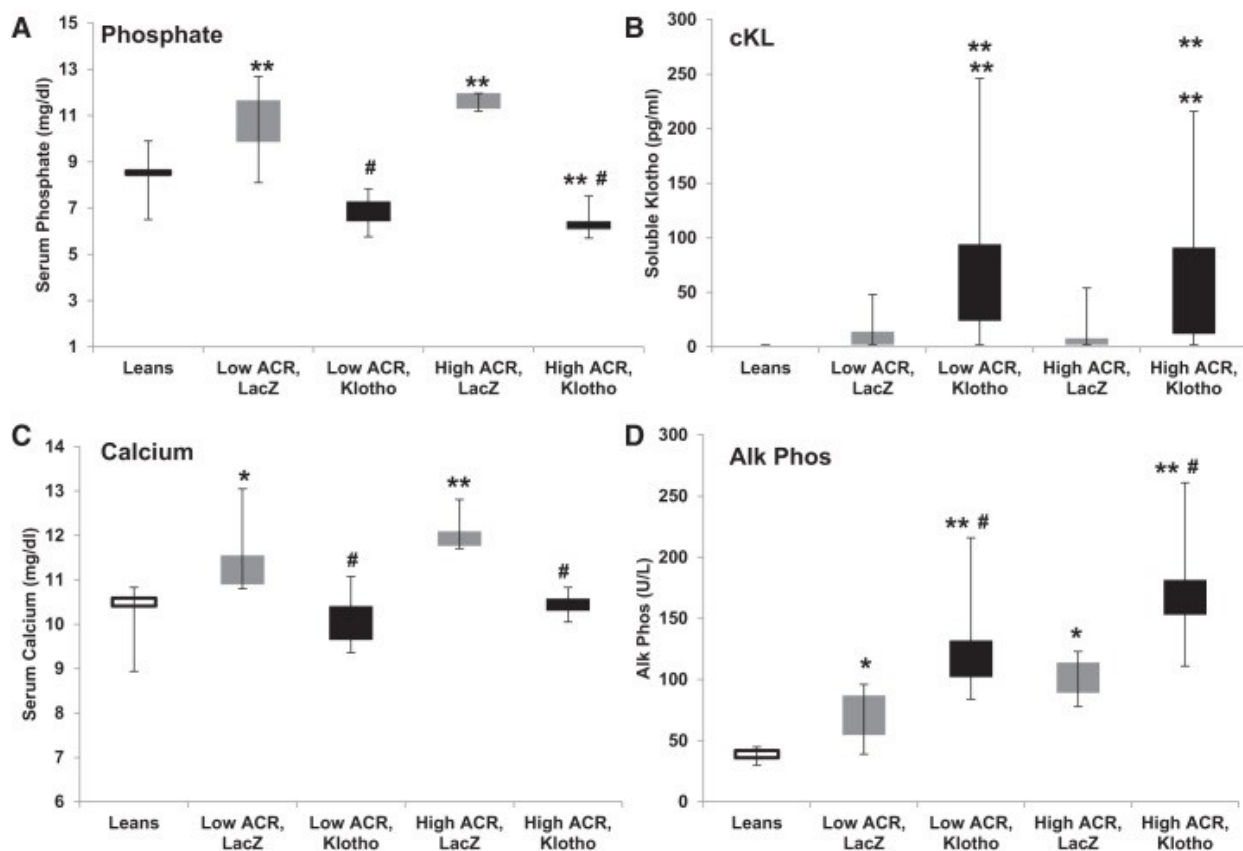 A
Phosphate
Serum Phosphate (mg/dl)
15
13
11
9
7
5
3
1
**
#
**
** #
Leans
Low ACR,
LacZ
Low ACR,
Klotho
High ACR,
LacZ
High ACR,
Klotho
B
cKL
Soluble Klotho (pg/ml)
300
250
200
150
100
50
0
**
**
**
**
Leans
Low ACR,
LacZ
Low ACR,
Klotho
High ACR,
LacZ
High ACR,
Klotho
C
Calcium
Serum Calcium (mg/dl)
14
13
12
11
10
9
8
7
6
*
#
**
#
Leans
Low ACR,
LacZ
Low ACR,
Klotho
High ACR,
LacZ
High ACR,
Klotho
D
Alk Phos
Alk Phos (U/L)
300
250
200
150
100
50
0
*
** #
*
** #
Leans
Low ACR,
LacZ
Low ACR,
Klotho
High ACR,
LacZ
High ACR,
Klotho